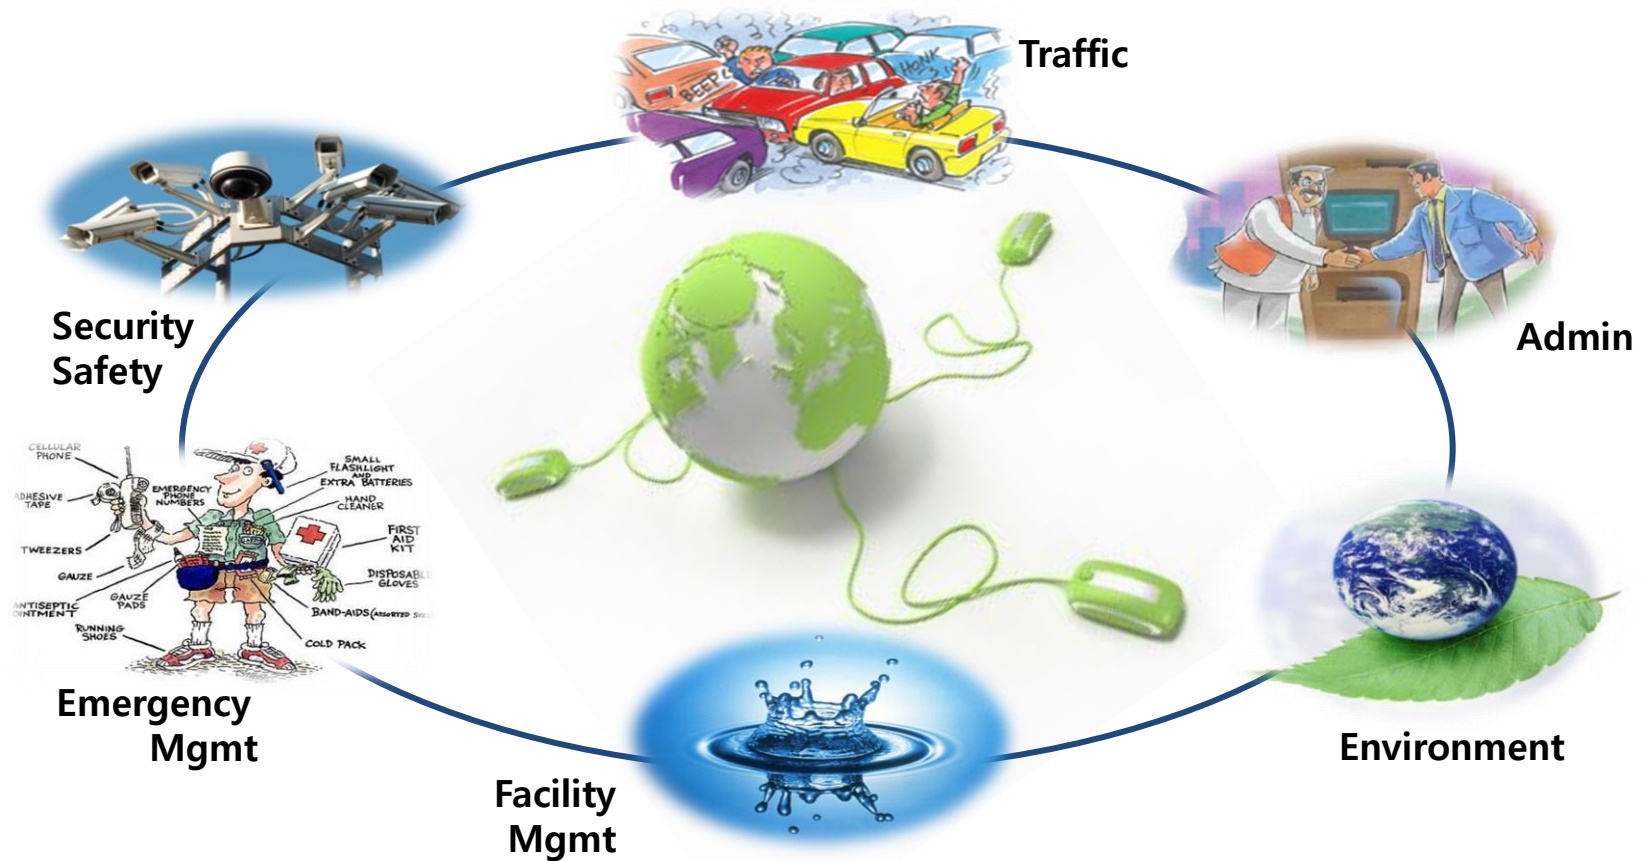 Traffic
BEEP
HONK
Admin
Security
Safety
CELLULAR
PHONE
ADHESIVE
TAPE
EMERGENCY
PHONE
NUMBERS
SMALL
FLASHLIGHT
AND
EXTRA BATTERIES
HAND
CLEANER
FIRST
AID
KIT
TWEEZERS
GAUZE
DISPOSABL
GLOVES
GAUZE
PADS
ANTISEPTIC
OINTMENT
BAND-AIDS (ASSORTED
RUNNING
SHOES
COLD PACK
Emergency
Mgmt
Environment
Facility
Mgmt